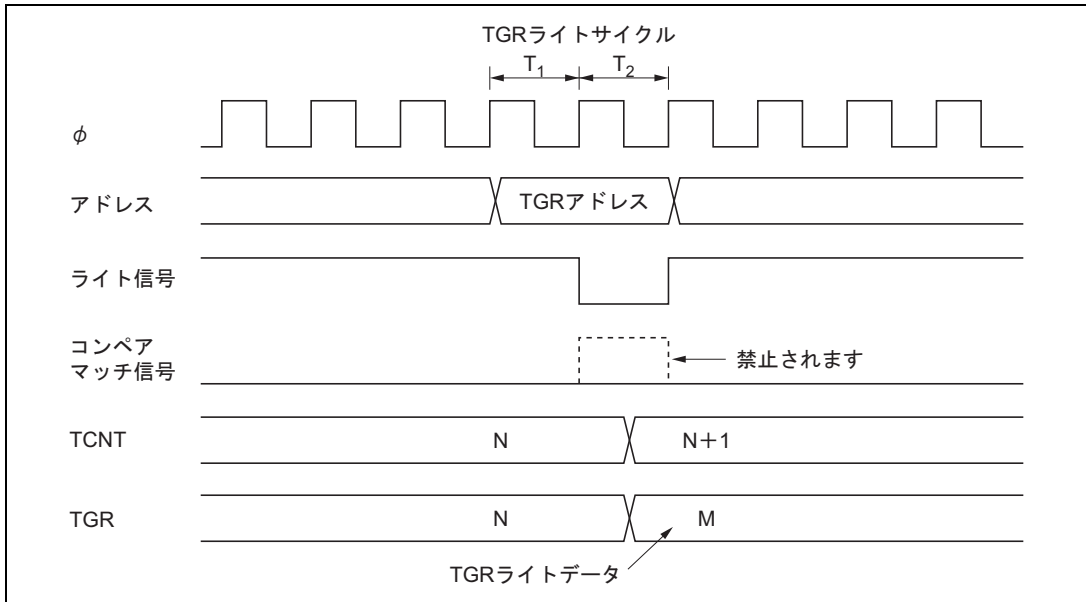 TGRライトサイクル
T1 T2
φ
アドレス TGRアドレス
ライト信号
コンペア
マッチ信号 禁止されます
TCNT N N+1
TGR N M
TGRライトデータ